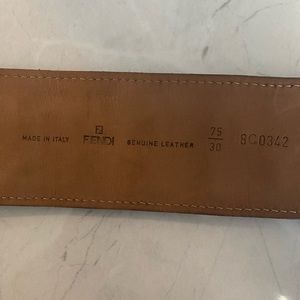 MADE IN ITALY
FENDI
GENUINE LEATHER
75
30
8C0342